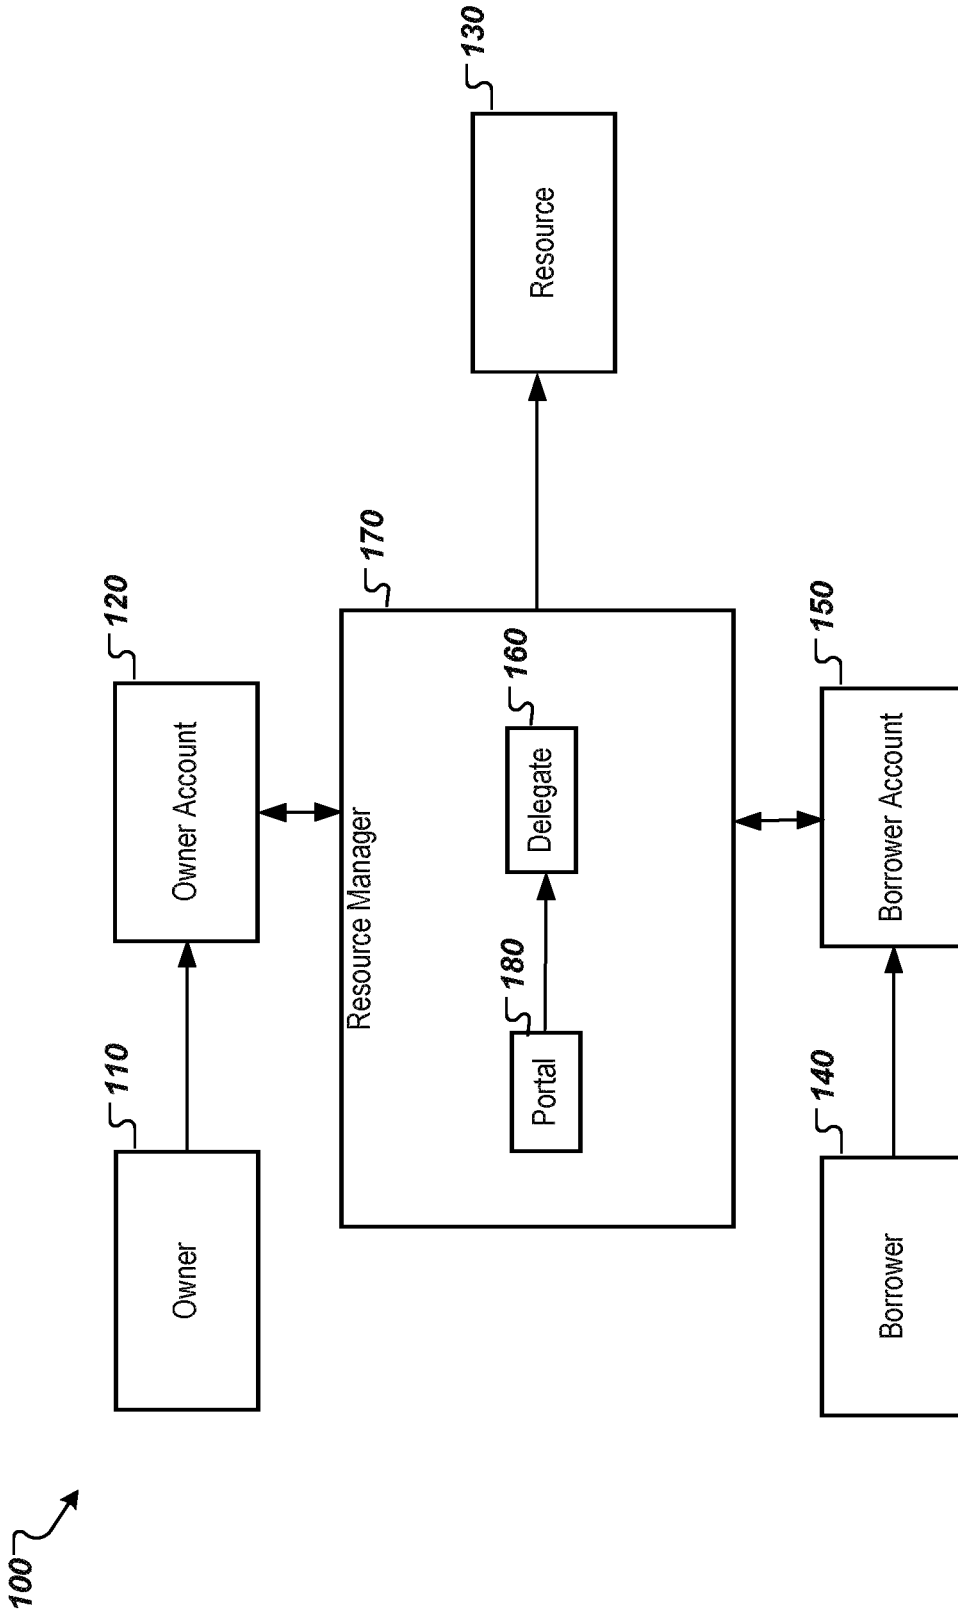 100
110
Owner
120
Owner Account
170
Resource Manager
180
Portal
160
Delegate
130
Resource
140
Borrower
150
Borrower Account